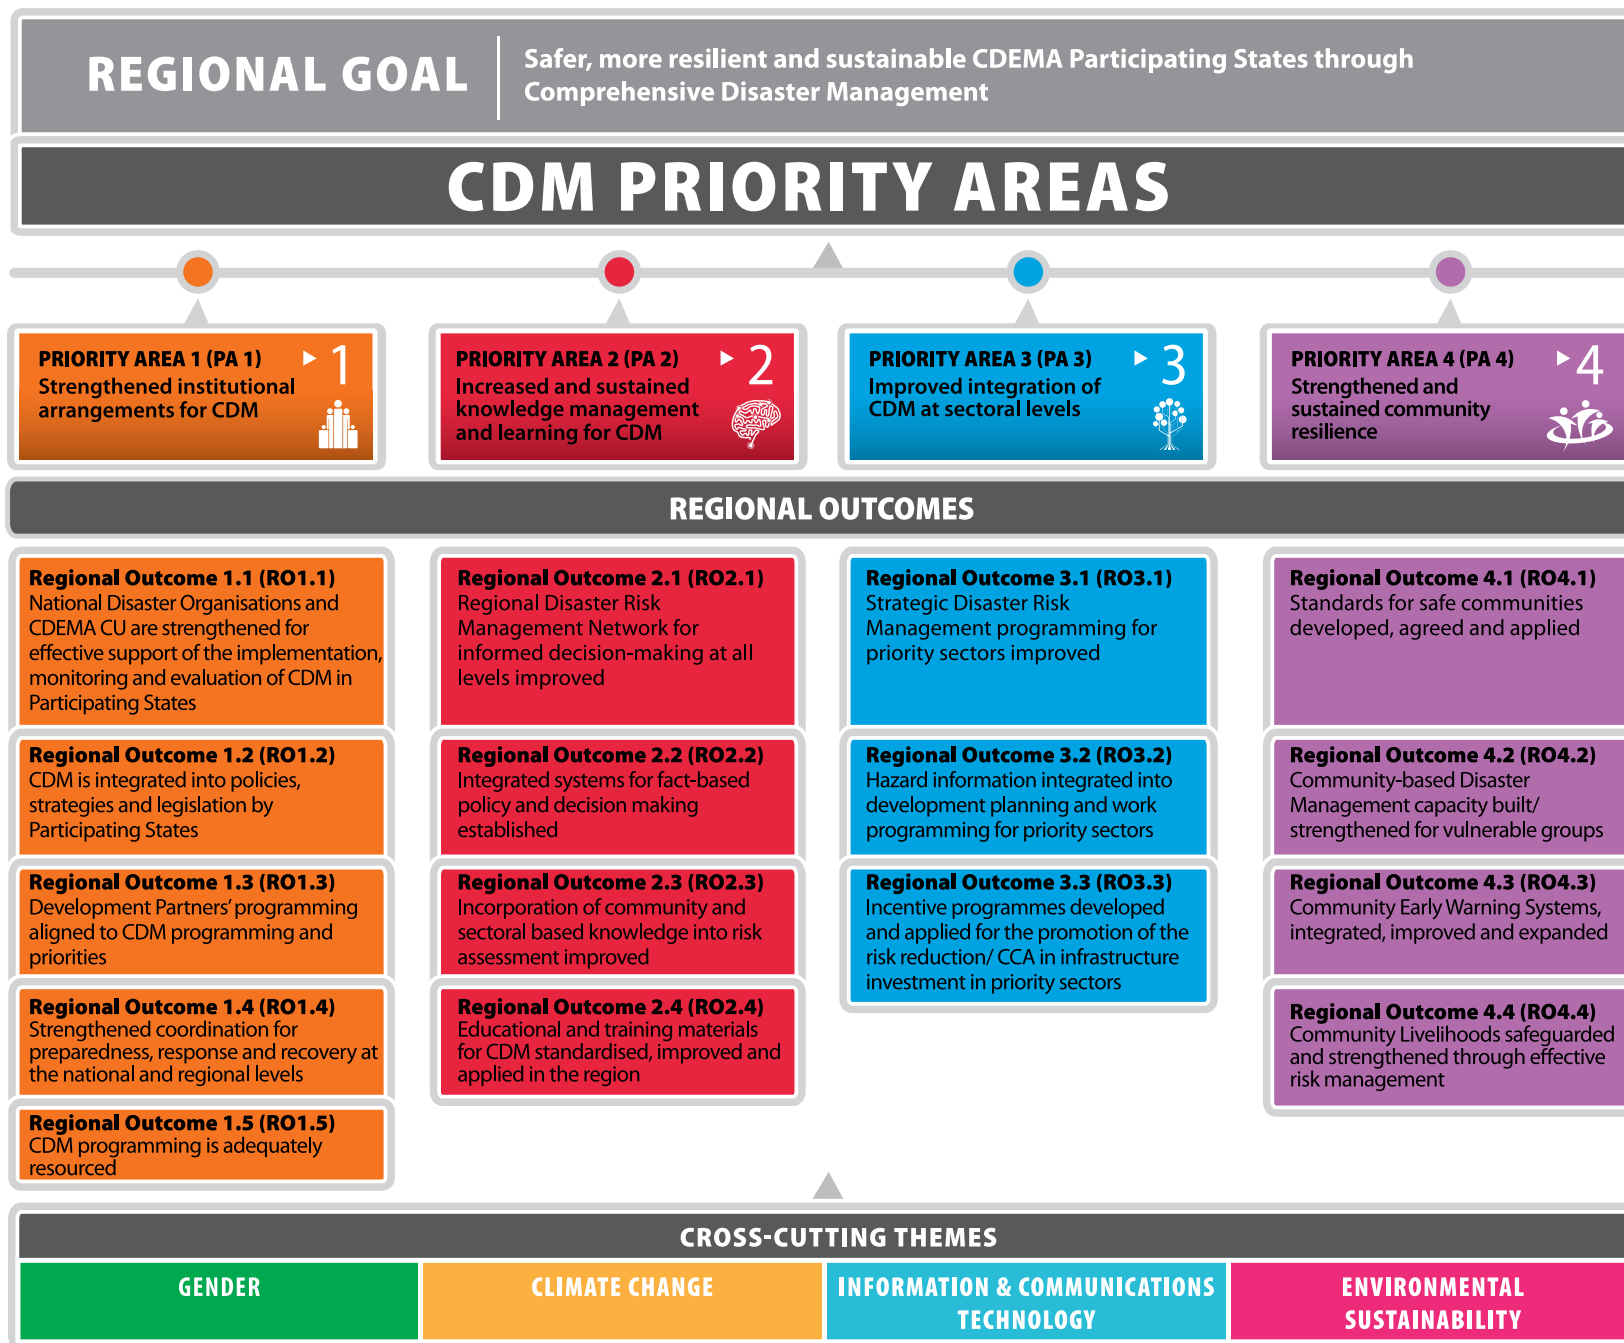 REGIONAL GOAL
Safer, more resilient and sustainable CDEMA Participating States through
Comprehensive Disaster Management
CDM PRIORITY AREAS
PRIORITY AREA 1 (PA 1)
Strengthened institutional
arrangements for CDM
1
PRIORITY AREA 2 (PA 2)
Increased and sustained
knowledge management
and learning for CDM
2
PRIORITY AREA 3 (PA 3)
Improved integration of
CDM at sectoral levels
3
PRIORITY AREA 4 (PA 4)
Strengthened and
sustained community
resilience
4
REGIONAL OUTCOMES
Regional Outcome 1.1 (RO1.1)
National Disaster Organisations and
CDEMA CU are strengthened for
effective support of the implementation,
monitoring and evaluation of CDM in
Participating States
Regional Outcome 1.2 (RO1.2)
CDM is integrated into policies,
strategies and legislation by
Participating States
Regional Outcome 1.3 (RO1.3)
Development Partners' programming
aligned to CDM programming and
priorities
Regional Outcome 1.4 (RO1.4)
Strengthened coordination for
preparedness, response and recovery at
the national and regional levels
Regional Outcome 1.5 (RO1.5)
CDM programming is adequately
resourced
Regional Outcome 2.1 (RO2.1)
Regional Disaster Risk
Management Network for
informed decision-making at all
levels improved
Regional Outcome 2.2 (RO2.2)
Integrated systems for fact-based
policy and decision making
established
Regional Outcome 2.3 (RO2.3)
Incorporation of community and
sectoral based knowledge into risk
assessment improved
Regional Outcome 2.4 (RO2.4)
Educational and training materials
for CDM standardised, improved and
applied in the region
Regional Outcome 3.1 (RO3.1)
Strategic Disaster Risk
Management programming for
priority sectors improved
Regional Outcome 3.2 (RO3.2)
Hazard information integrated into
development planning and work
programming for priority sectors
Regional Outcome 3.3 (RO3.3)
Incentive programmes developed
and applied for the promotion of the
risk reduction/ CCA in infrastructure
investment in priority sectors
Regional Outcome 4.1 (RO4.1)
Standards for safe communities
developed, agreed and applied
Regional Outcome 4.2 (RO4.2)
Community-based Disaster
Management capacity built/
strengthened for vulnerable groups
Regional Outcome 4.3 (RO4.3)
Community Early Warning Systems,
integrated, improved and expanded
Regional Outcome 4.4 (RO4.4)
Community Livelihoods safeguarded
and strengthened through effective
risk management
CROSS-CUTTING THEMES
GENDER
CLIMATE CHANGE
INFORMATION & COMMUNICATIONS
TECHNOLOGY
ENVIRONMENTAL
SUSTAINABILITY